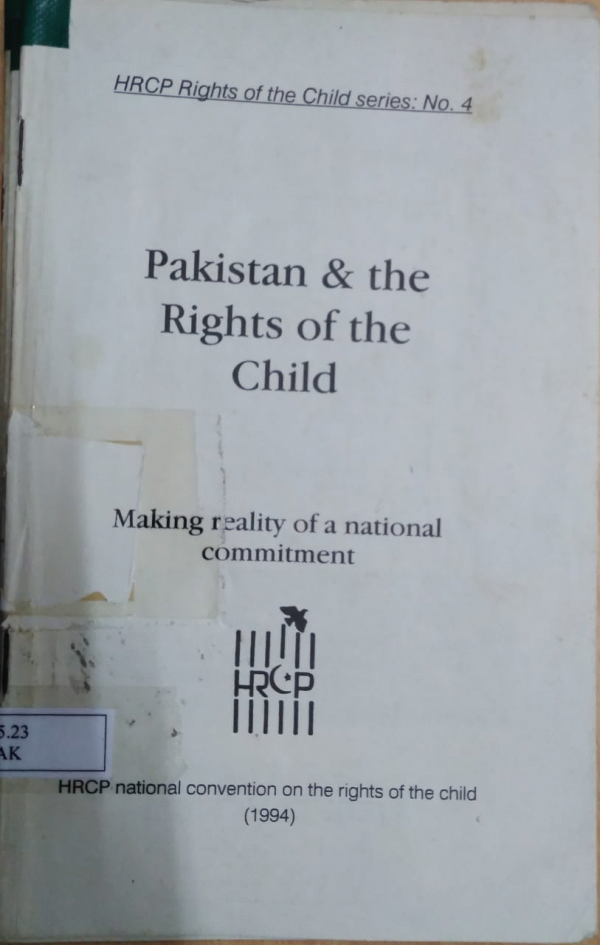 HRCP Rights of the Child series: No. 4
Pakistan & the
Rights of the
Child
Making reality of a national
commitment
HRCP
5.23
AK
HRCP national convention on the rights of the child
(1994)